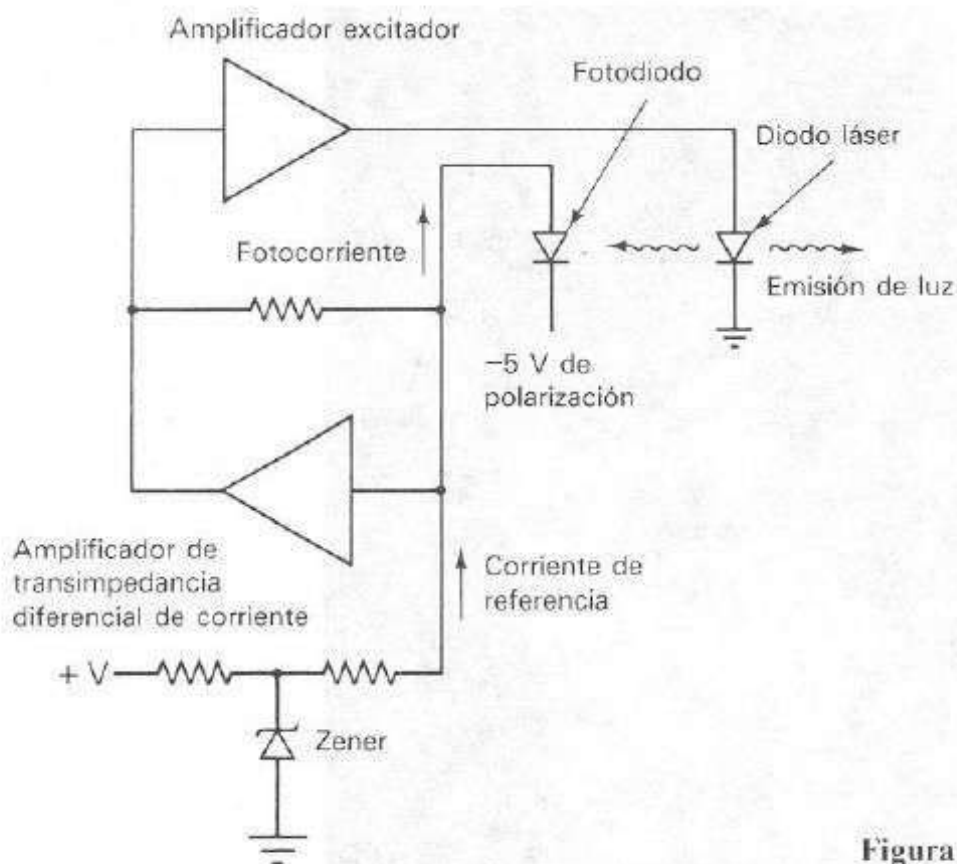 Amplificador excitador
Fotodiodo
Diodo láser
Fotocorriente
Emisión de luz
−5 V de
polarización
Amplificador de
transimpedancia
diferencial de corriente
Corriente de
referencia
+ V
Zener
Figura